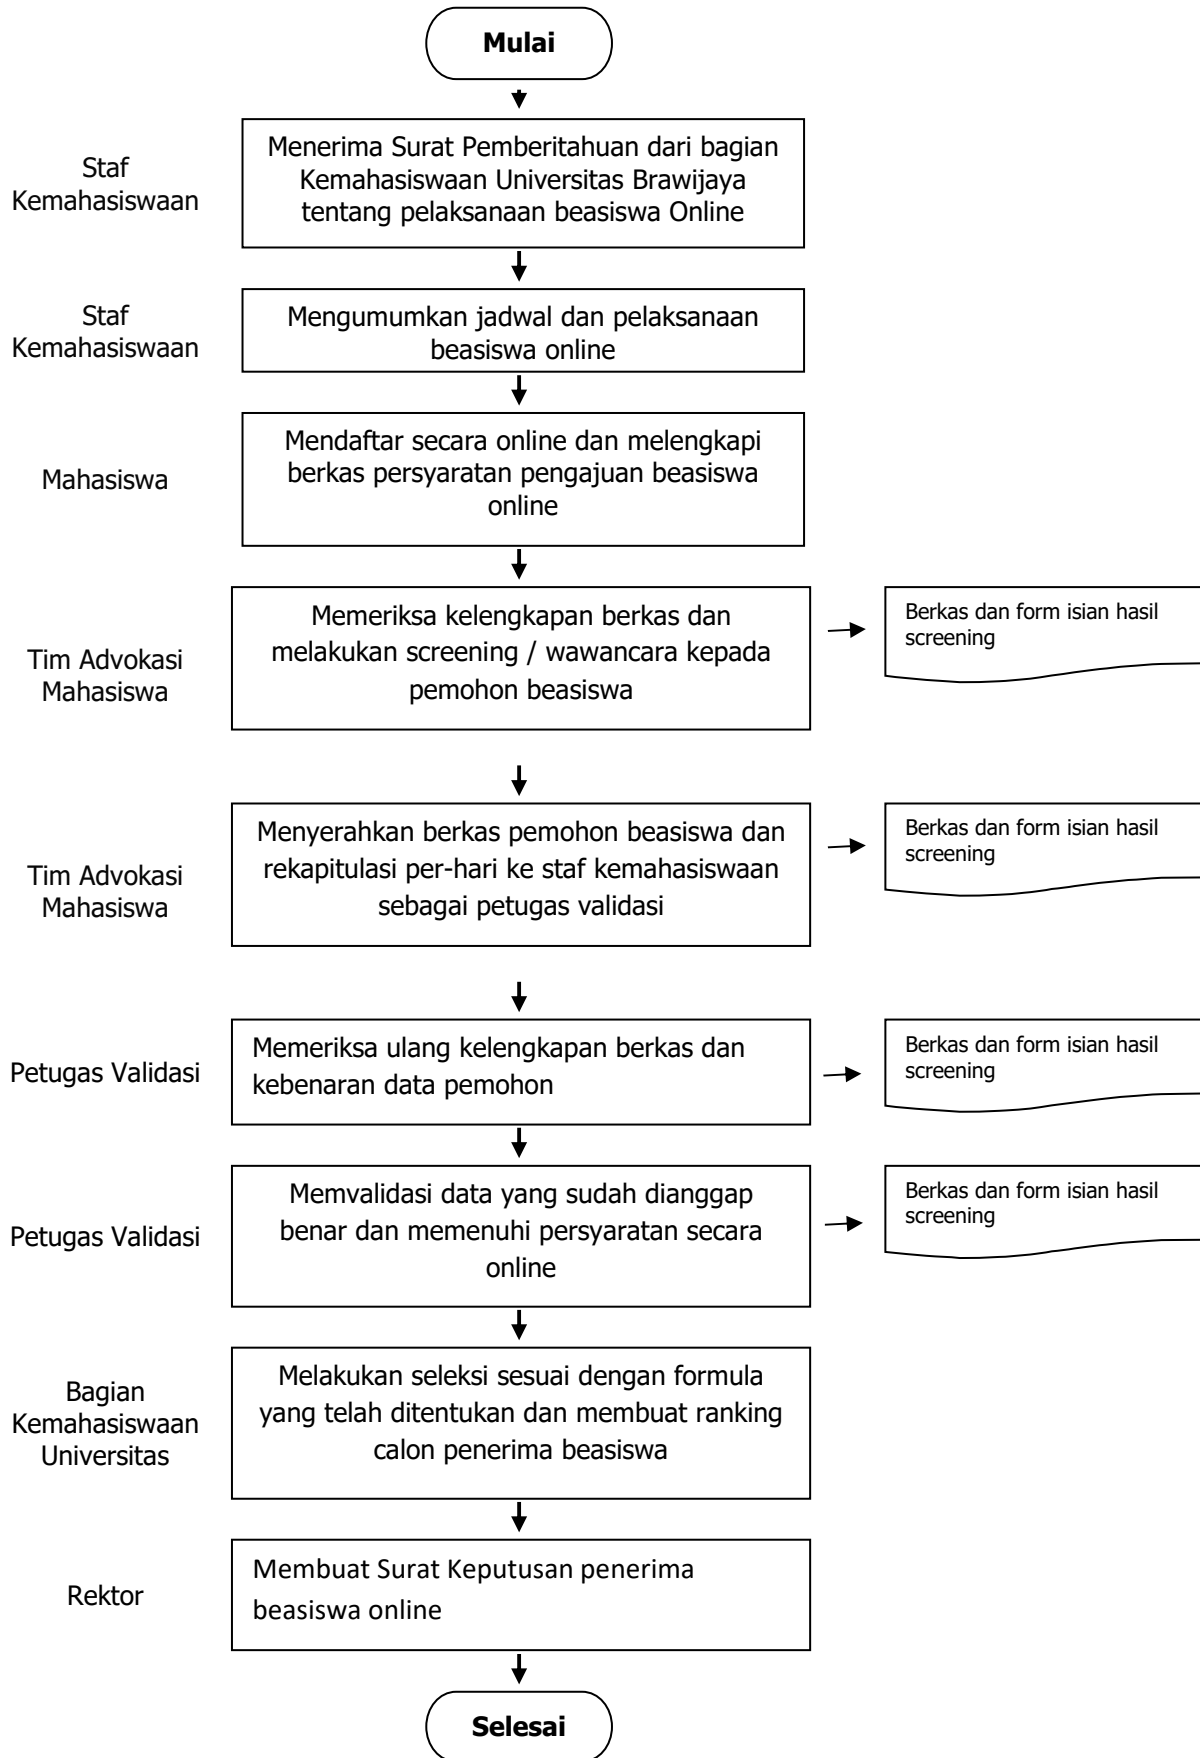 Mulai
Staf
Kemahasiswaan
Menerima Surat Pemberitahuan dari bagian
Kemahasiswaan Universitas Brawijaya
tentang pelaksanaan beasiswa Online
Staf
Kemahasiswaan
Mengumumkan jadwal dan pelaksanaan
beasiswa online
Mahasiswa
Mendaftar secara online dan melengkapi
berkas persyaratan pengajuan beasiswa
online
Tim Advokasi
Mahasiswa
Memeriksa kelengkapan berkas dan
melakukan screening / wawancara kepada
pemohon beasiswa
Berkas dan form isian hasil
screening
Tim Advokasi
Mahasiswa
Menyerahkan berkas pemohon beasiswa dan
rekapitulasi per-hari ke staf kemahasiswaan
sebagai petugas validasi
Berkas dan form isian hasil
screening
Petugas Validasi
Memeriksa ulang kelengkapan berkas dan
kebenaran data pemohon
Berkas dan form isian hasil
screening
Petugas Validasi
Memvalidasi data yang sudah dianggap
benar dan memenuhi persyaratan secara
online
Berkas dan form isian hasil
screening
Bagian
Kemahasiswaan
Universitas
Melakukan seleksi sesuai dengan formula
yang telah ditentukan dan membuat ranking
calon penerima beasiswa
Rektor
Membuat Surat Keputusan penerima
beasiswa online
Selesai